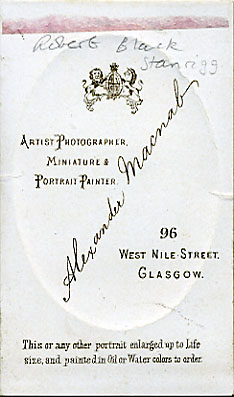 Robert Black
Stanrigg
ARTIST PHOTOGRAPHER,
MINIATURE &
PORTRAIT PAINTER.
Alexander Macnab
96
WEST NILE STREET.
GLASGOW.
This or any other portrait enlarged up to Life
size, and painted in Oil or Water colors to order.